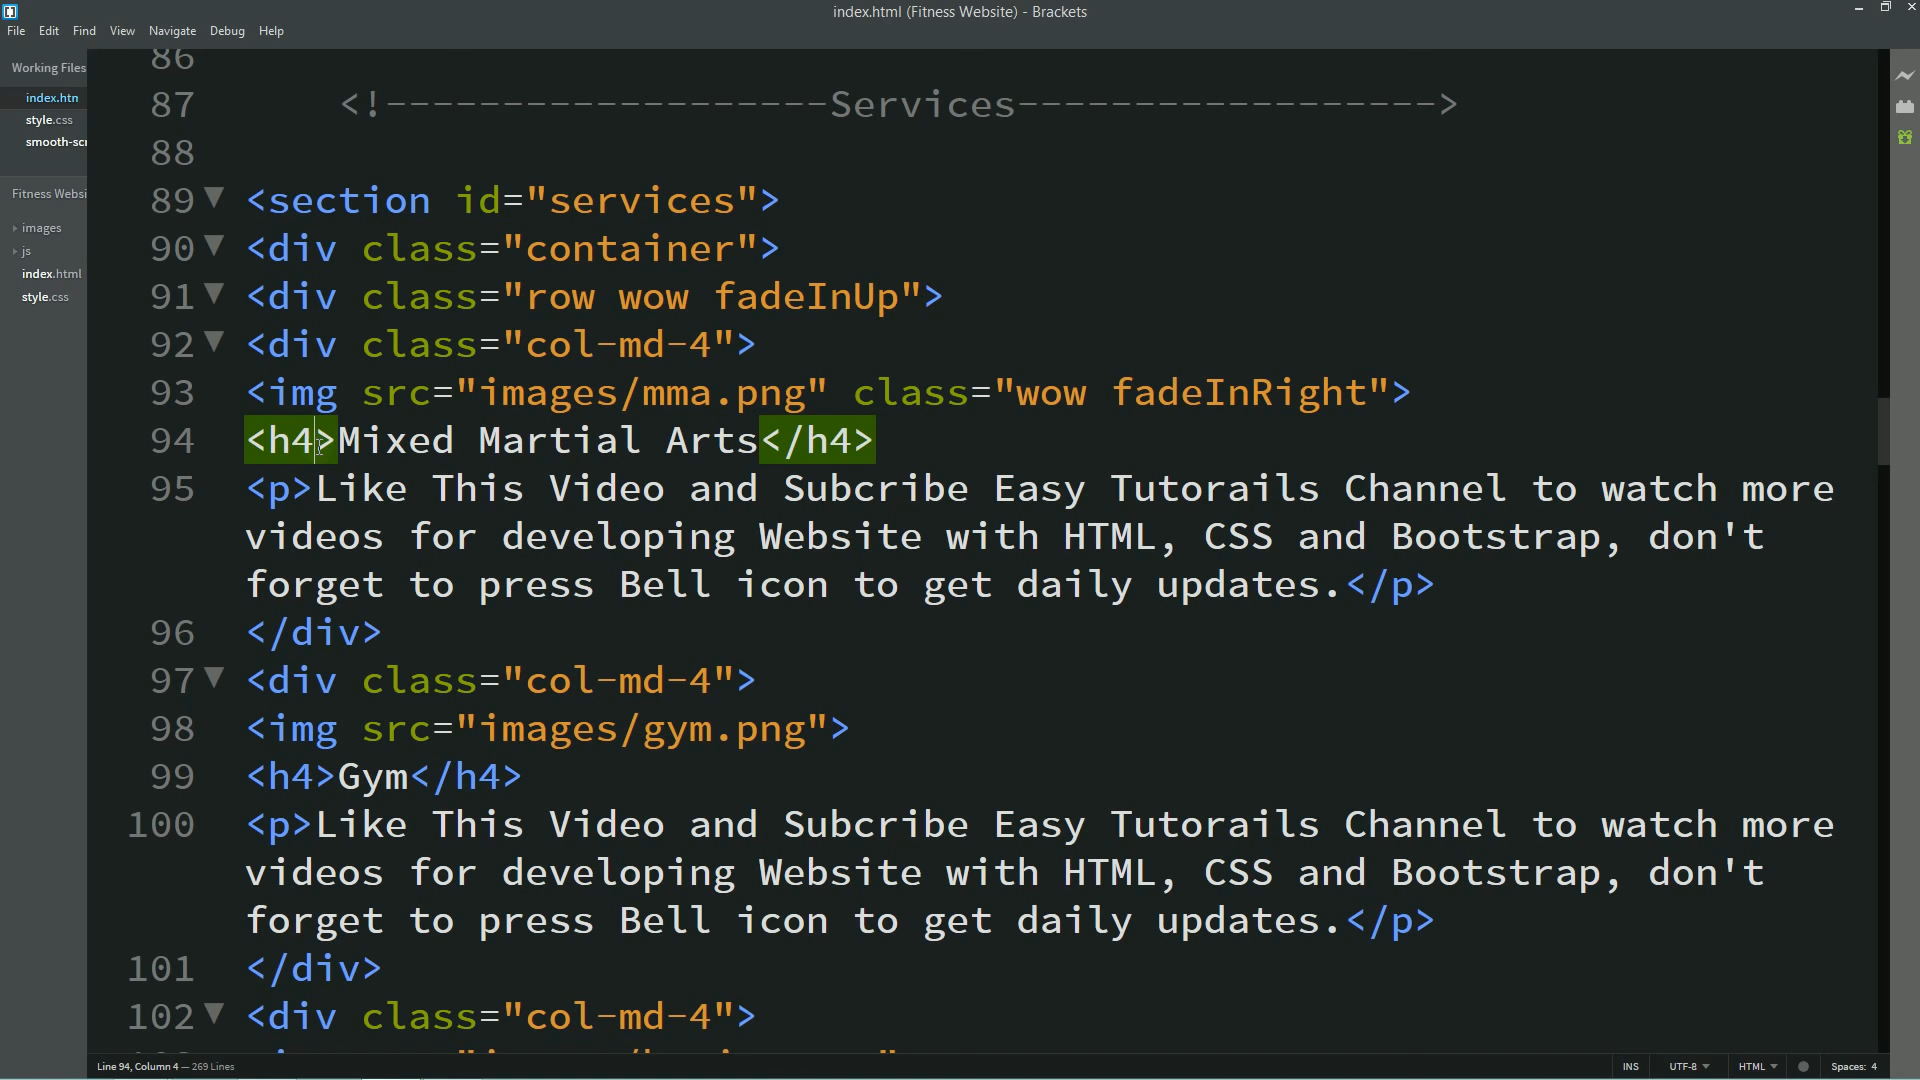 index.html (Fitness Website) - Brackets
File Edit Find View Navigate Debug Help
Working Files
index.htm
style.css
smooth-scr
Fitness Websi
images
js
index.html
style.css
86
87 <!-------------------Services------------------>
88
89 <section id="services">
90 <div class="container">
91 <div class="row wow fadeInUp">
92 <div class="col-md-4">
93 <img src="images/mma.png" class="wow fadeInRight">
94 <h4>Mixed Martial Arts</h4>
95 <p>Like This Video and Subcribe Easy Tutorails Channel to watch more
videos for developing Website with HTML, CSS and Bootstrap, don't
forget to press Bell icon to get daily updates.</p>
96 </div>
97 <div class="col-md-4">
98 <img src="images/gym.png">
99 <h4>Gym</h4>
100 <p>Like This Video and Subcribe Easy Tutorails Channel to watch more
videos for developing Website with HTML, CSS and Bootstrap, don't
forget to press Bell icon to get daily updates.</p>
101 </div>
102 <div class="col-md-4">
Line 94, Column 4 — 269 Lines
INS UTF-8 HTML Spaces: 4